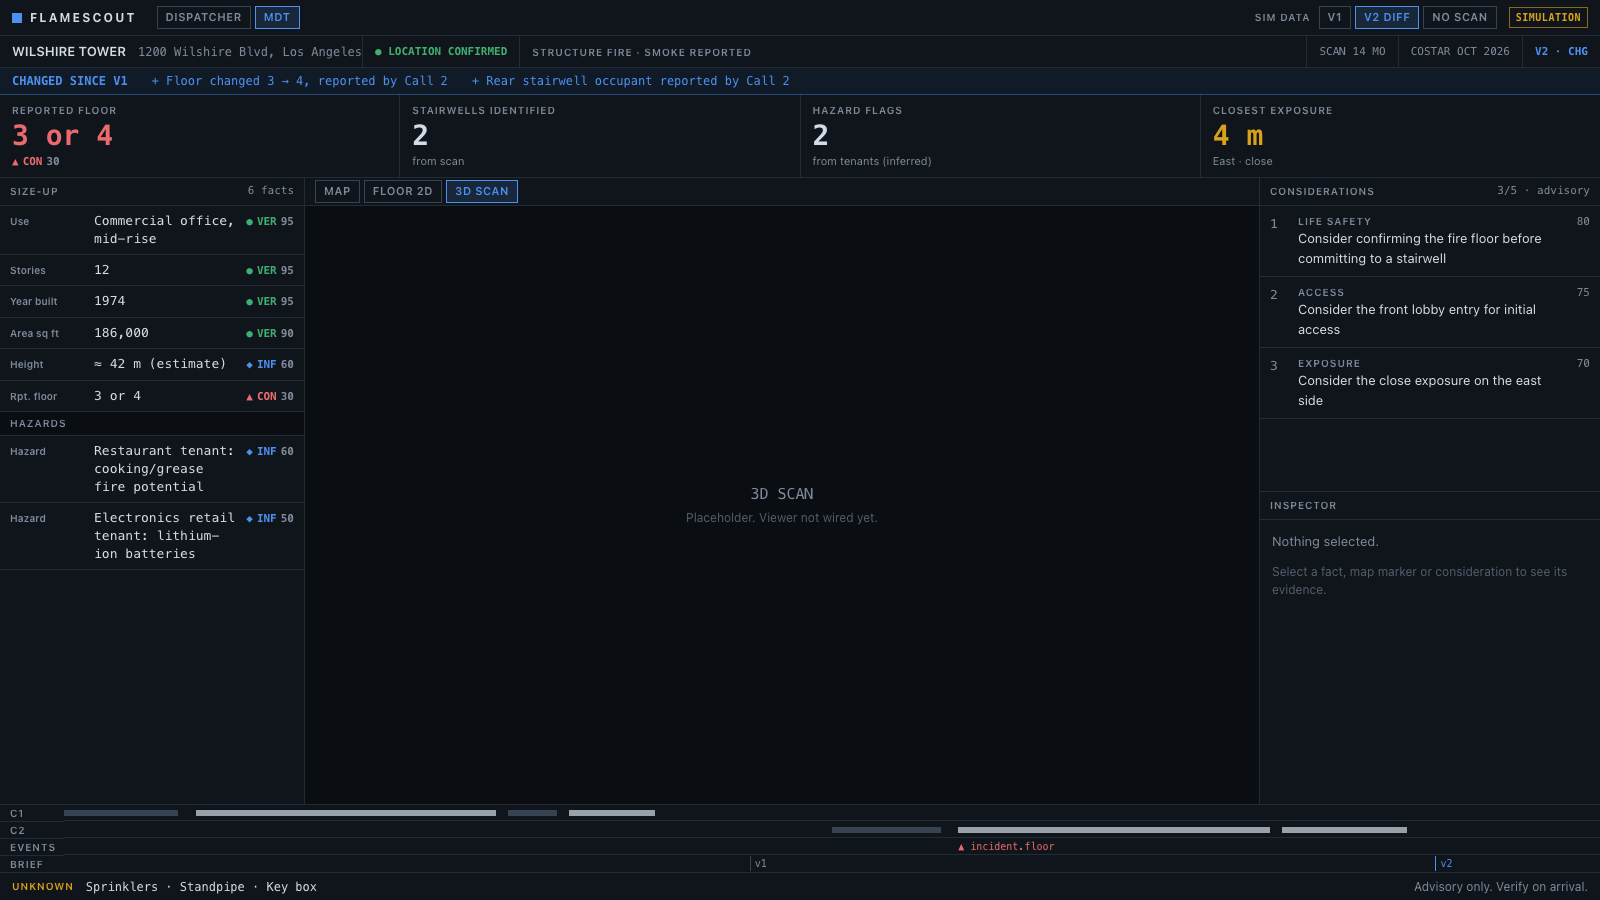 FLAMESCOUT
DISPATCHER
MDT
SIM DATA
V1
V2 DIFF
NO SCAN
SIMULATION
WILSHIRE TOWER
1200 Wilshire Blvd, Los Angeles
● LOCATION CONFIRMED
STRUCTURE FIRE · SMOKE REPORTED
SCAN 14 MO
COSTAR OCT 2026
V2 · CHG
CHANGED SINCE V1
+ Floor changed 3 → 4, reported by Call 2
+ Rear stairwell occupant reported by Call 2
REPORTED FLOOR
3 or 4
▲ CON 30
STAIRWELLS IDENTIFIED
2
from scan
HAZARD FLAGS
2
from tenants (inferred)
CLOSEST EXPOSURE
4 m
East · close
SIZE-UP
6 facts
Use
Commercial office,
mid-rise
● VER 95
Stories
12
● VER 95
Year built
1974
● VER 95
Area sq ft
186,000
● VER 90
Height
≈ 42 m (estimate)
◆ INF 60
Rpt. floor
3 or 4
▲ CON 30
HAZARDS
Hazard
Restaurant tenant:
cooking/grease
fire potential
◆ INF 60
Hazard
Electronics retail
tenant: lithium-
ion batteries
◆ INF 50
MAP
FLOOR 2D
3D SCAN
3D SCAN
Placeholder. Viewer not wired yet.
CONSIDERATIONS
3/5 · advisory
1
LIFE SAFETY
80
Consider confirming the fire floor before
committing to a stairwell
2
ACCESS
75
Consider the front lobby entry for initial
access
3
EXPOSURE
70
Consider the close exposure on the east
side
INSPECTOR
Nothing selected.
Select a fact, map marker or consideration to see its
evidence.
C1
C2
EVENTS
▲ incident.floor
BRIEF
v1
v2
UNKNOWN
Sprinklers · Standpipe · Key box
Advisory only. Verify on arrival.